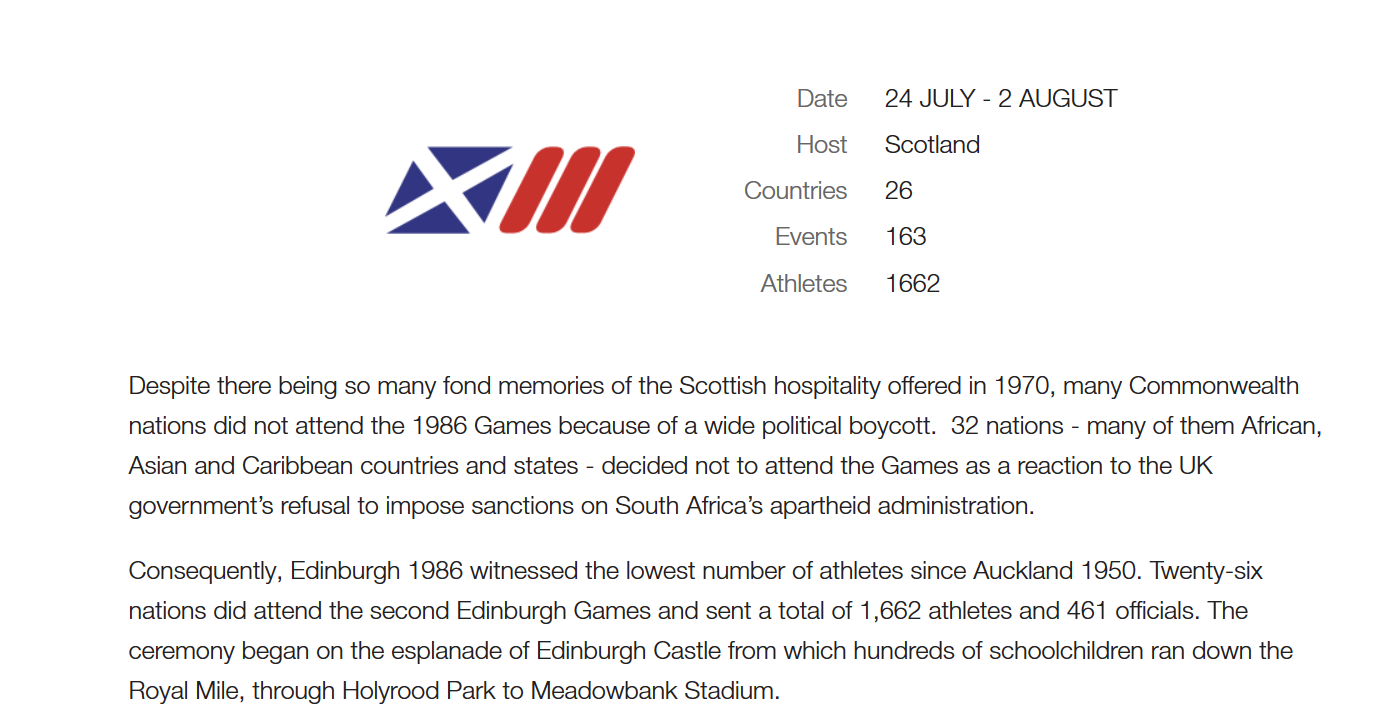 Date 24 JULY - 2 AUGUST
Host Scotland
Countries 26
Events 163
Athletes 1662
Despite there being so many fond memories of the Scottish hospitality offered in 1970, many Commonwealth
nations did not attend the 1986 Games because of a wide political boycott.  32 nations - many of them African,
Asian and Caribbean countries and states - decided not to attend the Games as a reaction to the UK
government’s refusal to impose sanctions on South Africa’s apartheid administration.
Consequently, Edinburgh 1986 witnessed the lowest number of athletes since Auckland 1950. Twenty-six
nations did attend the second Edinburgh Games and sent a total of 1,662 athletes and 461 officials. The
ceremony began on the esplanade of Edinburgh Castle from which hundreds of schoolchildren ran down the
Royal Mile, through Holyrood Park to Meadowbank Stadium.